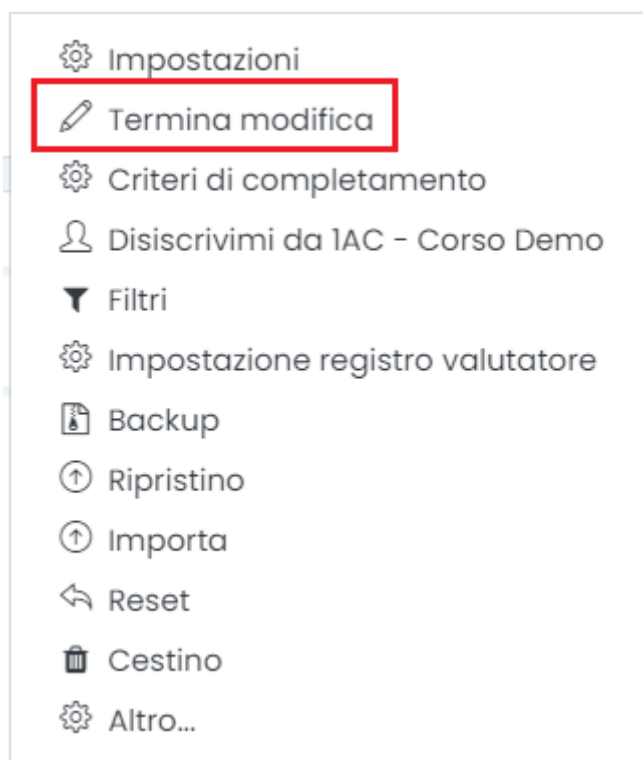 Impostazioni
Termina modifica
Criteri di completamento
Disiscrivimi da 1AC - Corso Demo
Filtri
Impostazione registro valutatore
Backup
Ripristino
Importa
Reset
Cestino
Altro...